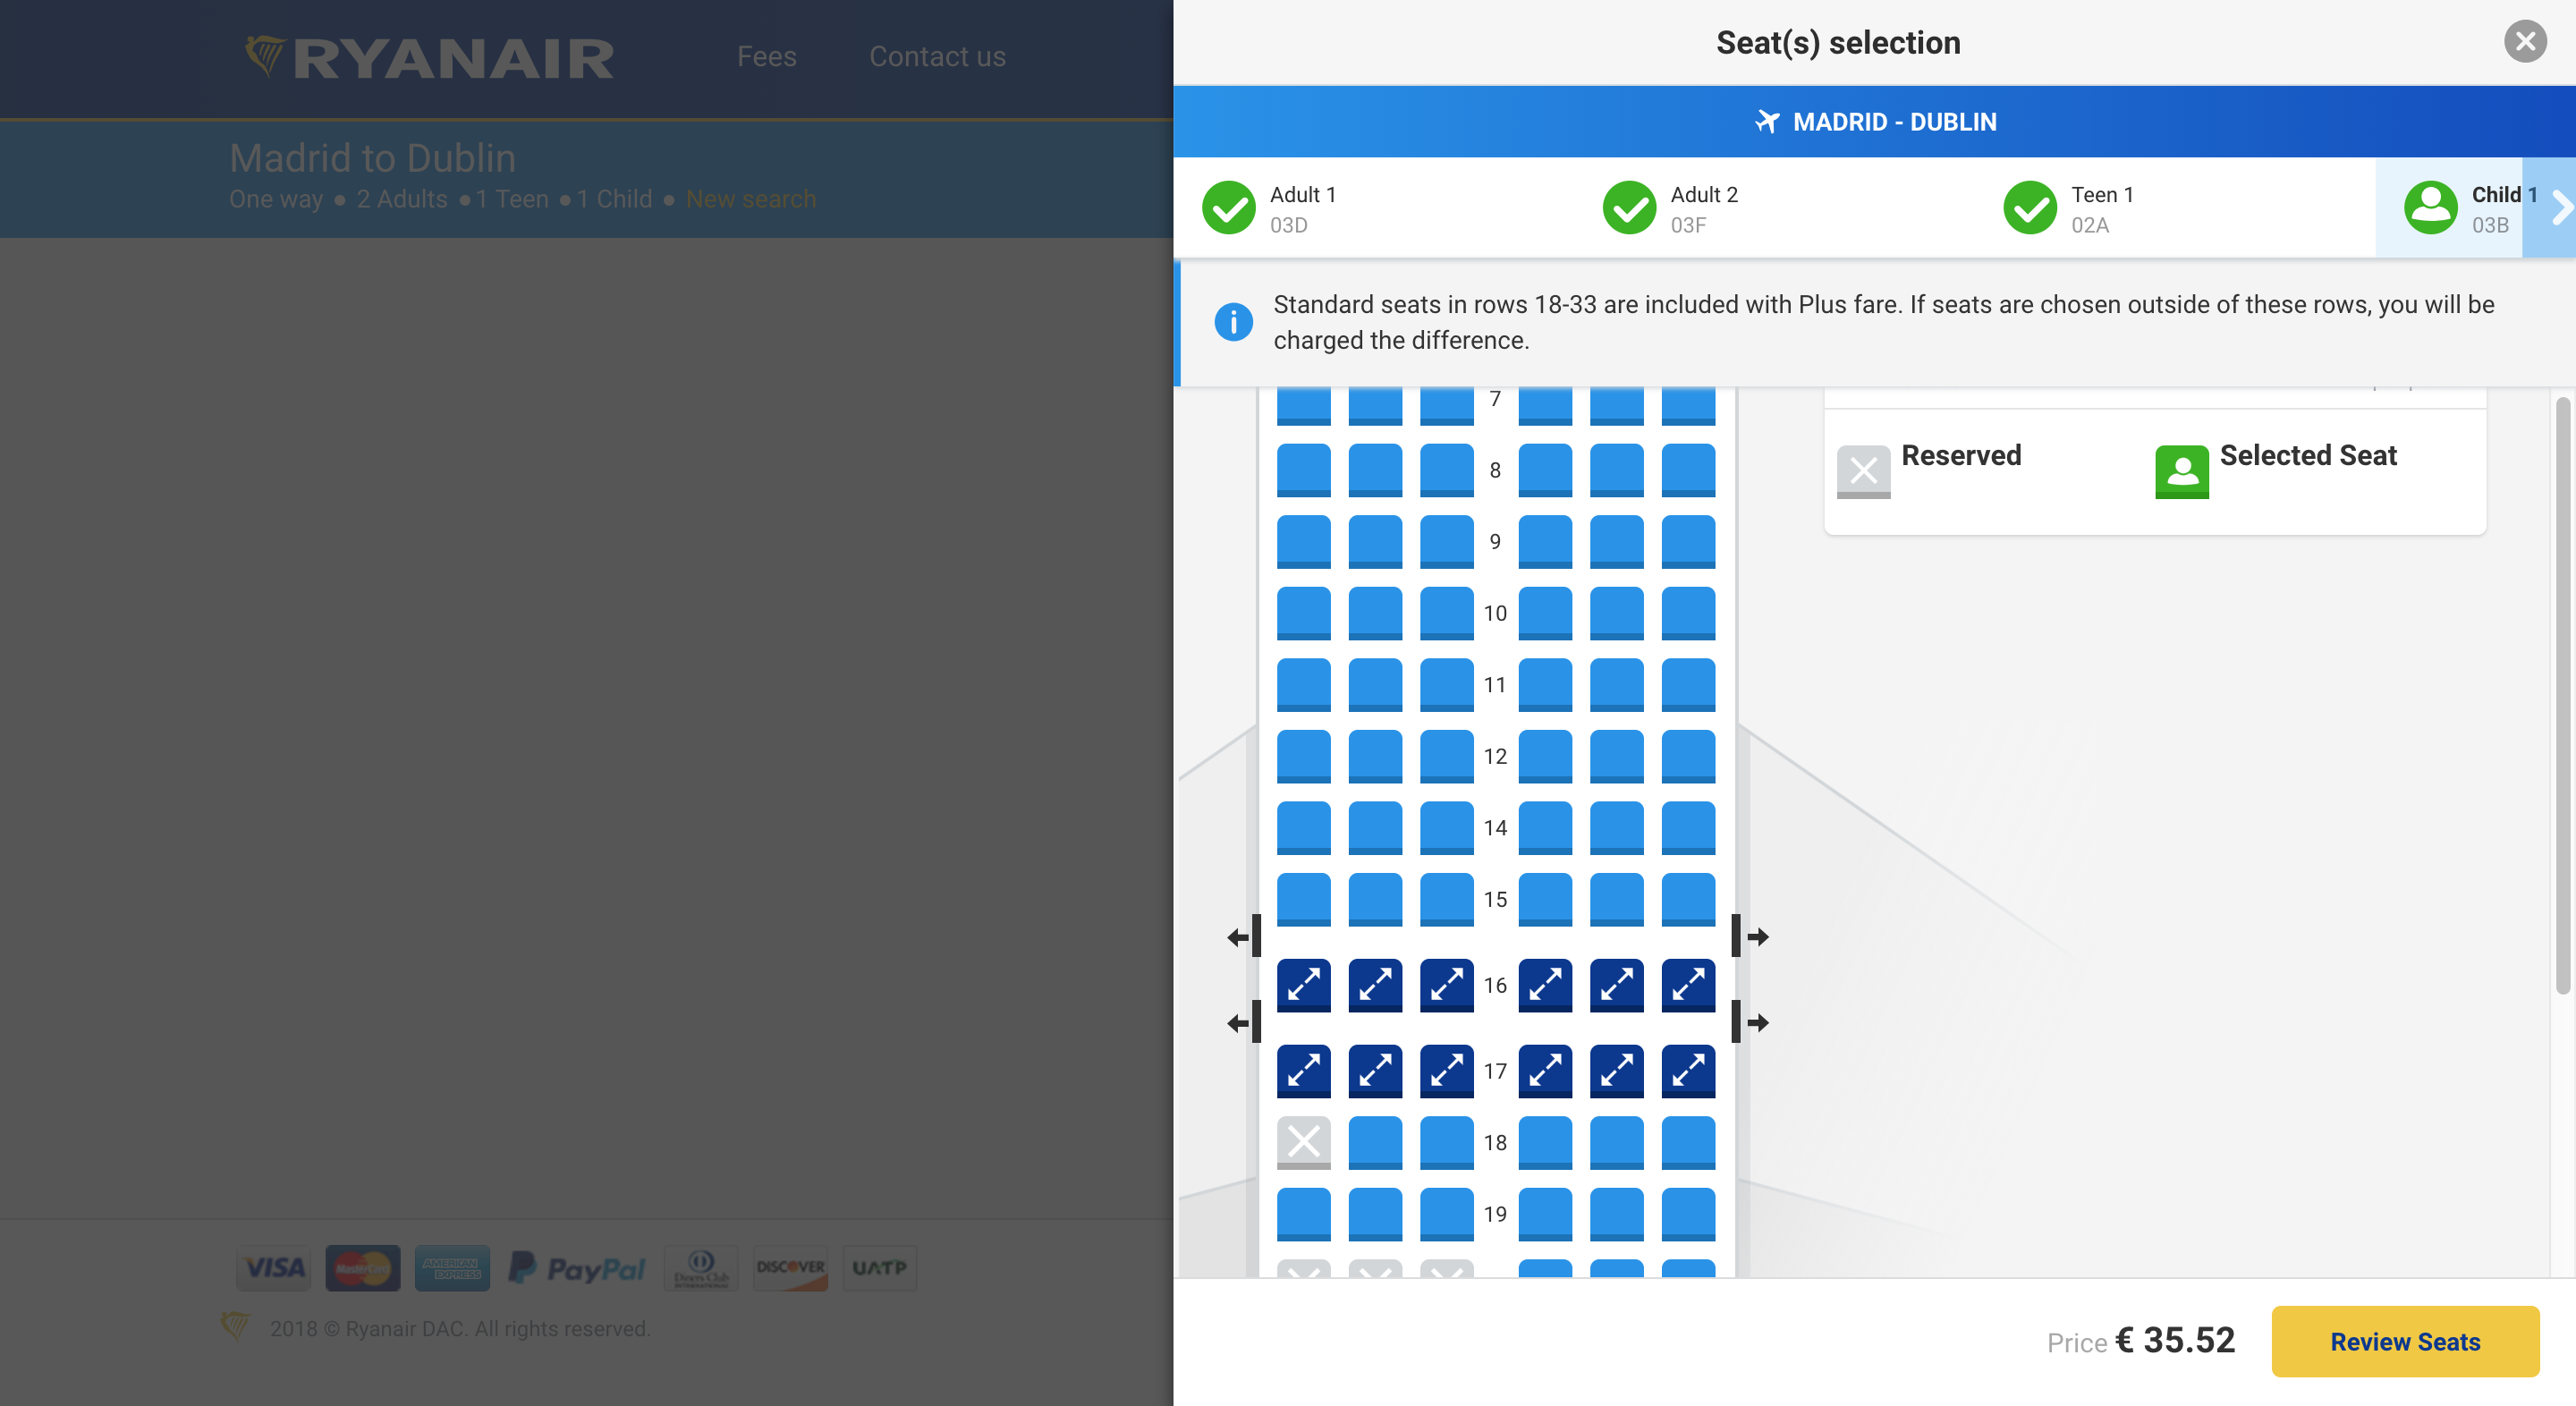 RYANAIR
Fees
Contact us
Madrid to Dublin
One way • 2 Adults • 1 Teen • 1 Child • New search
VISA
MasterCard
AMERICAN EXPRESS
PayPal
Diners Club INTERNATIONAL
DISCOVER
UATP
2018 © Ryanair DAC. All rights reserved.
Seat(s) selection
MADRID - DUBLIN
Adult 1
03D
Adult 2
03F
Teen 1
02A
Child 1
03B
Standard seats in rows 18-33 are included with Plus fare. If seats are chosen outside of these rows, you will be
charged the difference.
7
8
9
10
11
12
14
15
16
17
18
19
Reserved
Selected Seat
Price € 35.52
Review Seats